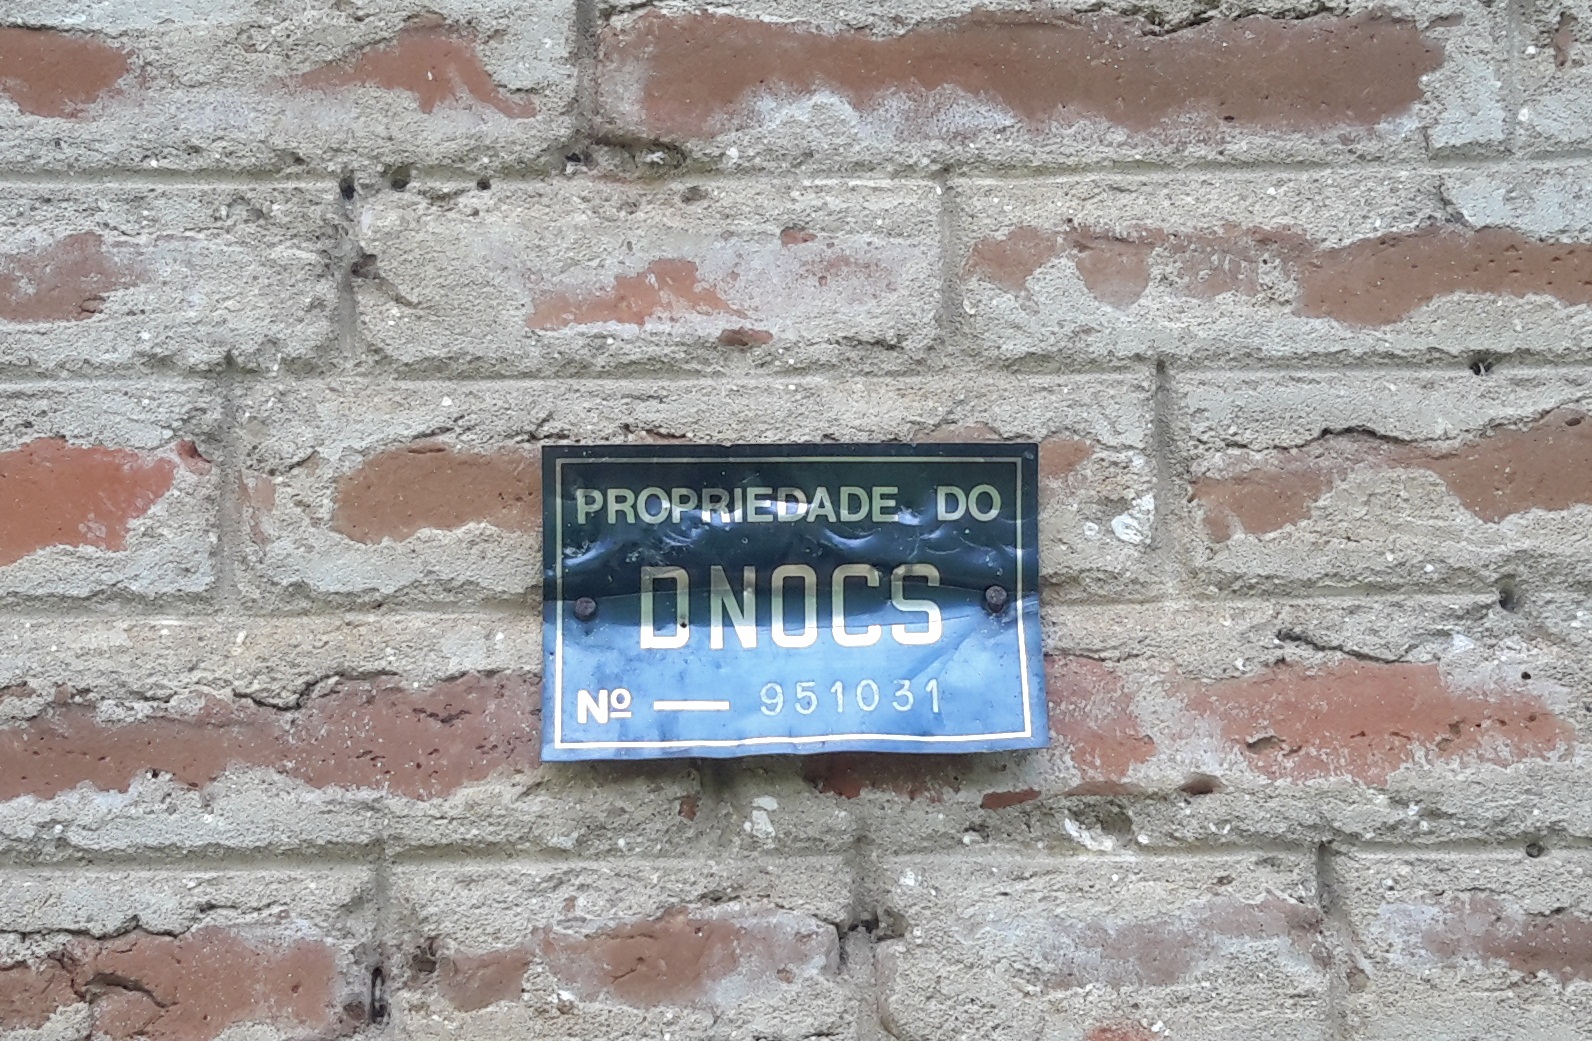 PROPRIEDADE DO
DNOCS
Nº — 951031